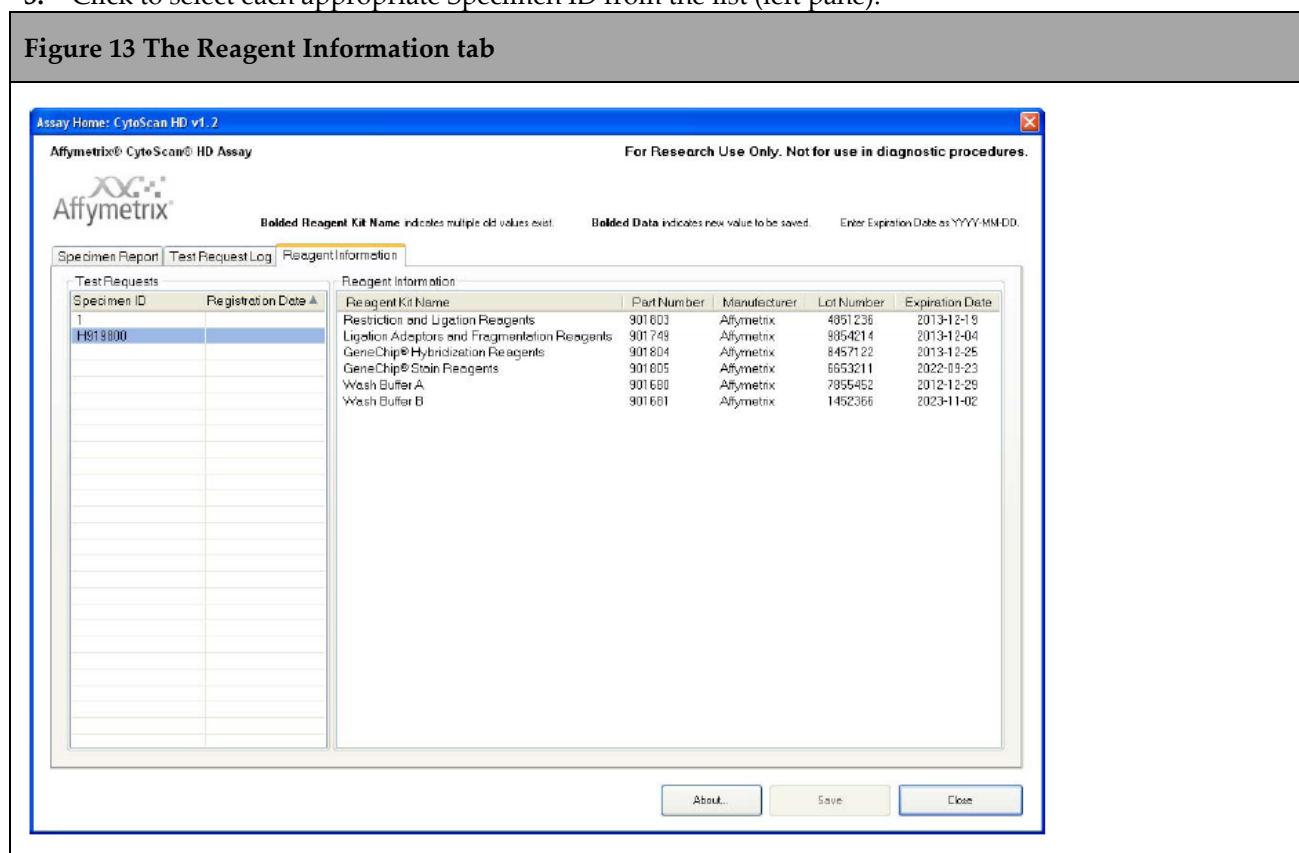 3. Click to select each appropriate Specimen ID from the list (left pane).
Figure 13 The Reagent Information tab
Assay Home: CytoScan HD v1.2
Affymetrix® CytoScan® HD Assay For Research Use Only. Not for use in diagnostic procedures.
Affymetrix®
Bolded Reagent Kit Name indicates multiple old values exist. Bolded Data indicates new value to be saved. Enter Expiration Date as YYYY-MM-DD.
Specimen Report Test Request Log Reagent Information
Test Requests Reagent Information
Specimen ID Registration Date Reagent Kit Name Part Number Manufacturer Lot Number Expiration Date
1 Restriction and Ligation Reagents 901803 Affymetrix 4851236 2013-12-19
H919800 Ligation Adaptors and Fragmentation Reagents 901749 Affymetrix 9854214 2013-12-04
GeneChip® Hybridization Reagents 901804 Affymetrix 8457122 2013-12-25
GeneChip® Stain Reagents 901805 Affymetrix 6653211 2022-09-23
Wash Buffer A 901680 Affymetrix 7855452 2012-12-29
Wash Buffer B 901681 Affymetrix 1452366 2023-11-02
About... Save Close